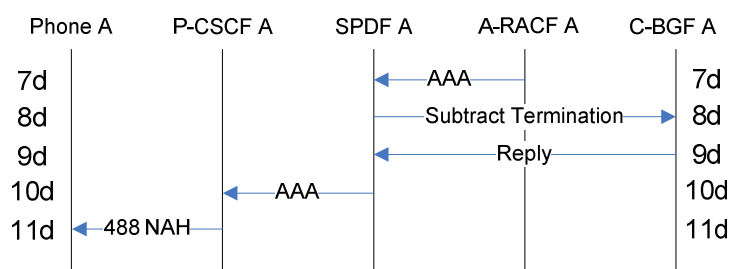 Phone A P-CSCF A SPDF A A-RACF A C-BGF A
7d AAA 7d
8d Subtract Termination 8d
9d Reply 9d
10d AAA 10d
11d 488 NAH 11d